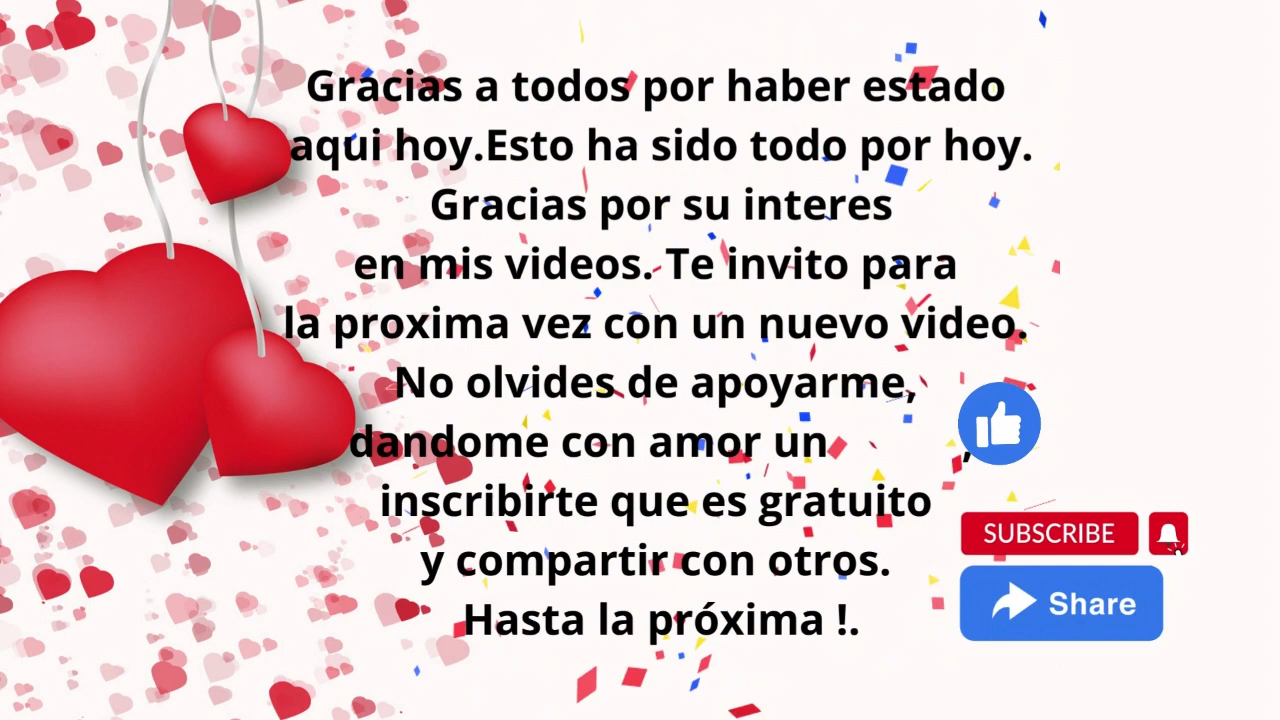 Gracias a todos por haber estado
aqui hoy.Esto ha sido todo por hoy.
Gracias por su interes
en mis videos. Te invito para
la proxima vez con un nuevo video.
No olvides de apoyarme,
dandome con amor un ,
inscribirte que es gratuito
y compartir con otros.
Hasta la próxima !.
SUBSCRIBE
Share